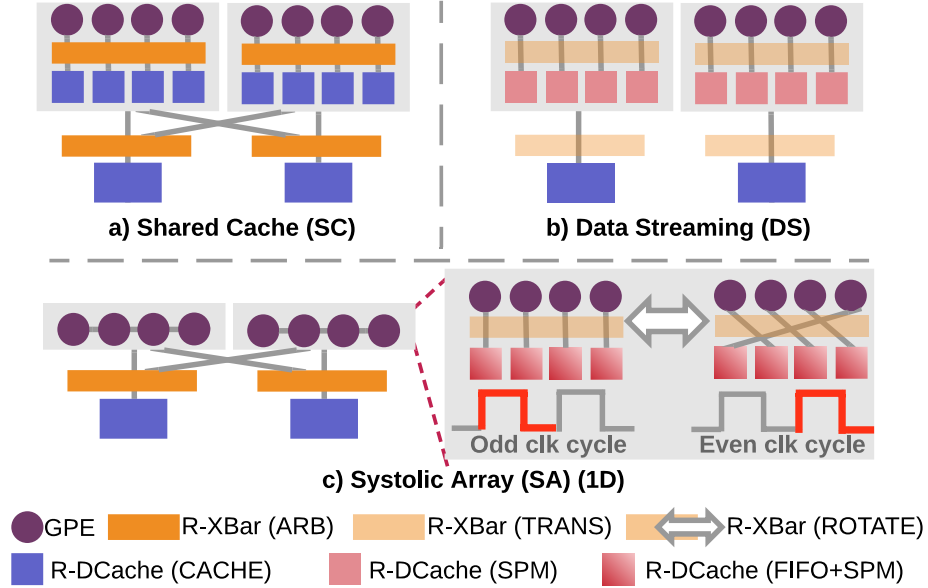 a) Shared Cache (SC)
b) Data Streaming (DS)
Odd clk cycle
Even clk cycle
c) Systolic Array (SA) (1D)
GPE
R-XBar (ARB)
R-XBar (TRANS)
R-XBar (ROTATE)
R-DCache (CACHE)
R-DCache (SPM)
R-DCache (FIFO+SPM)